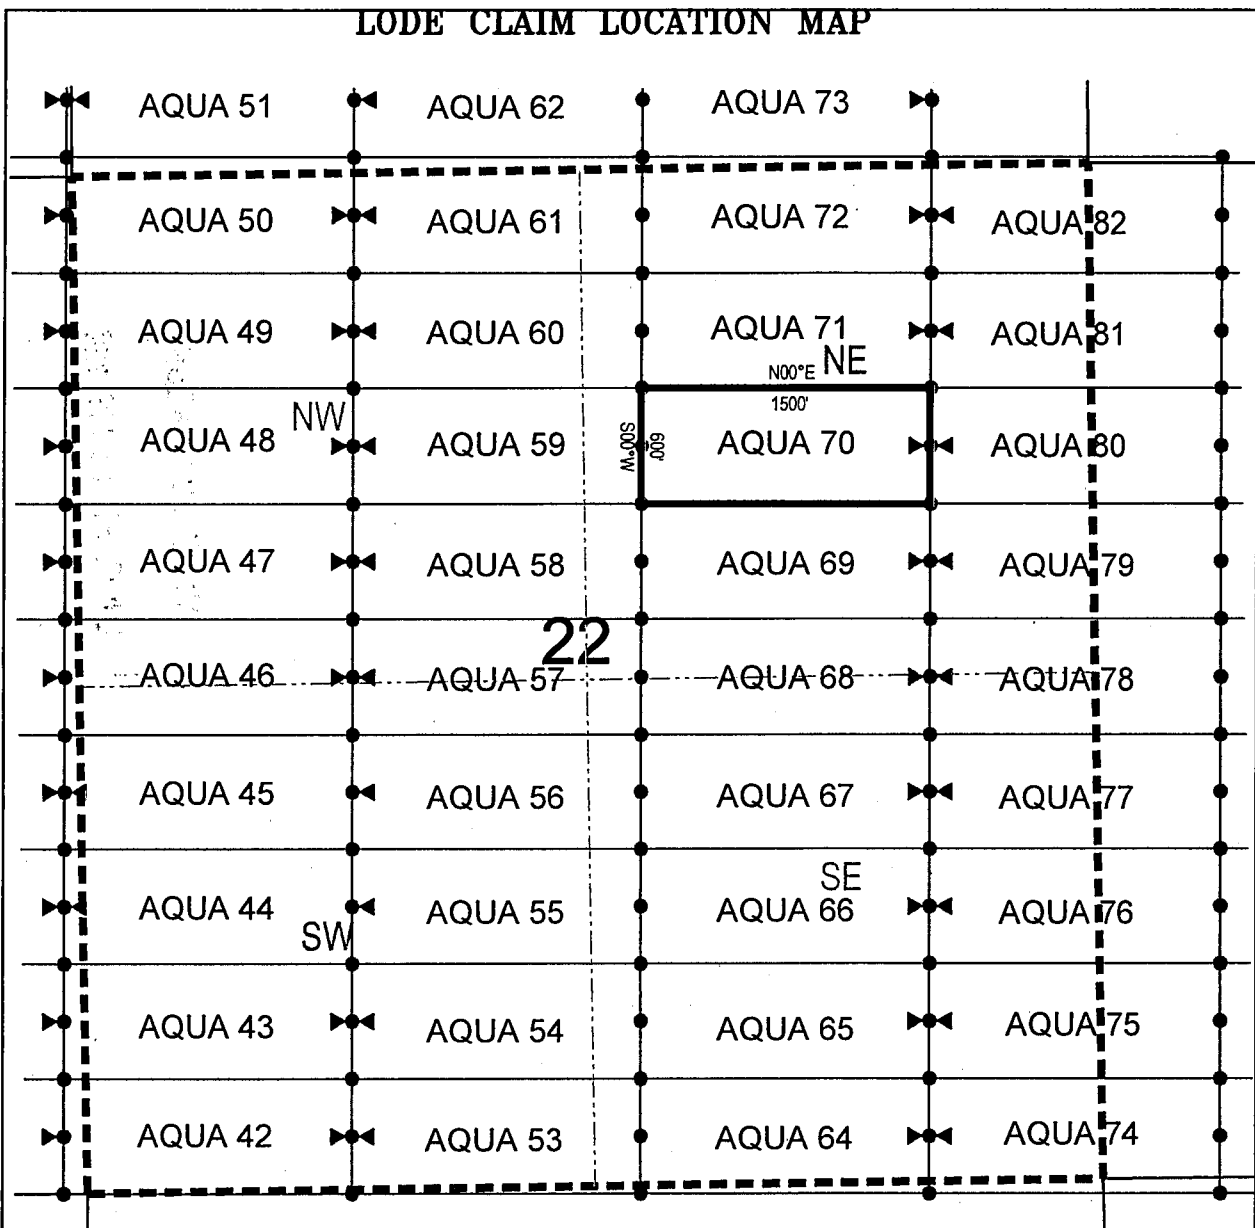 LODE CLAIM LOCATION MAP
AQUA 51 AQUA 62 AQUA 73
AQUA 50 AQUA 61 AQUA 72 AQUA 82
AQUA 49 AQUA 60 AQUA 71 AQUA 81
N00°E NE
1500'
NW
AQUA 48 AQUA 59 S00°W 600' AQUA 70 AQUA 80
AQUA 47 AQUA 58 AQUA 69 AQUA 79
22
AQUA 46 AQUA 57 AQUA 68 AQUA 78
AQUA 45 AQUA 56 AQUA 67 AQUA 77
SE
AQUA 44 AQUA 55 AQUA 66 AQUA 76
SW
AQUA 43 AQUA 54 AQUA 65 AQUA 75
AQUA 42 AQUA 53 AQUA 64 AQUA 74